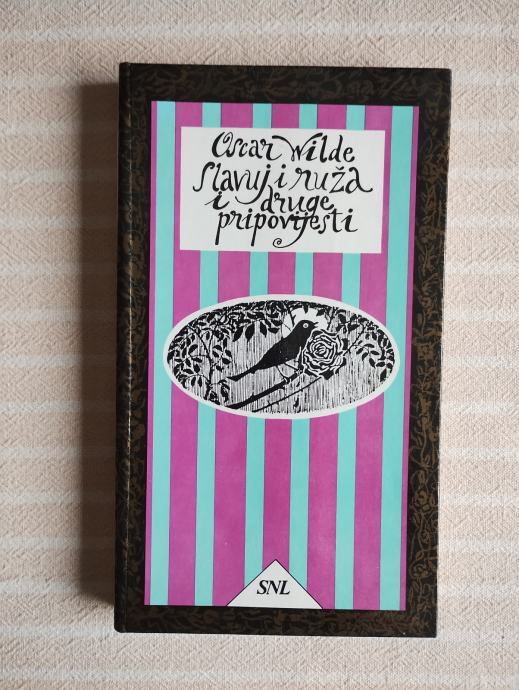 Oscar Wilde
Slavuj i ruža
i druge
pripovijesti
SNL